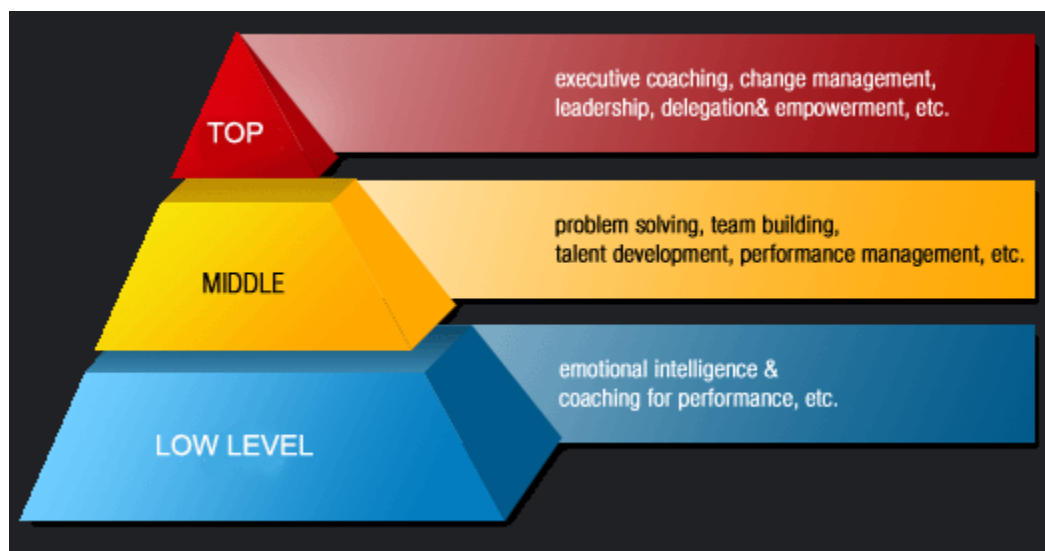 TOP
executive coaching, change management,
leadership, delegation& empowerment, etc.
MIDDLE
problem solving, team building,
talent development, performance management, etc.
LOW LEVEL
emotional intelligence &
coaching for performance, etc.